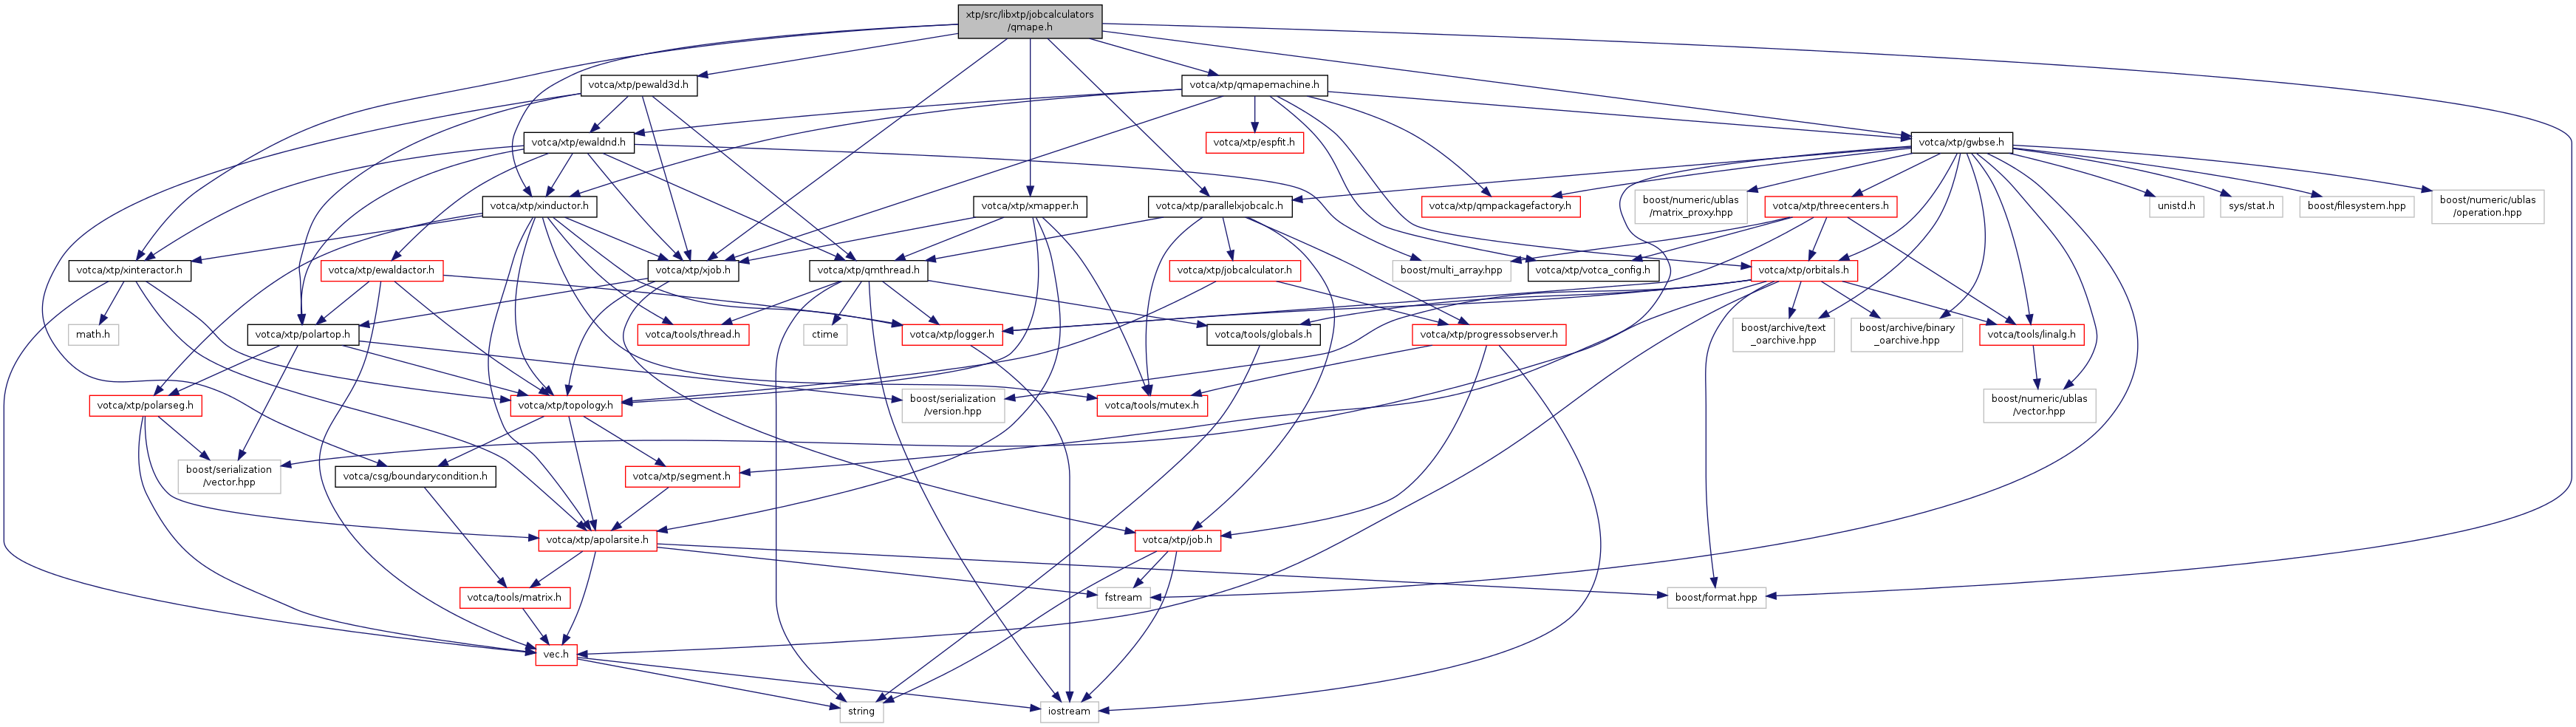 xtp/src/libxtp/jobcalculators
/qmape.h
votca/xtp/pewald3d.h
votca/xtp/qmapemachine.h
votca/xtp/ewaldnd.h
votca/xtp/espfit.h
votca/xtp/gwbse.h
votca/xtp/xinductor.h
votca/xtp/xmapper.h
votca/xtp/parallelxjobcalc.h
votca/xtp/qmpackagefactory.h
boost/numeric/ublas
/matrix_proxy.hpp
votca/xtp/threecenters.h
unistd.h
sys/stat.h
boost/filesystem.hpp
boost/numeric/ublas
/operation.hpp
votca/xtp/xinteractor.h
votca/xtp/ewaldactor.h
votca/xtp/xjob.h
votca/xtp/qmthread.h
votca/xtp/jobcalculator.h
boost/multi_array.hpp
votca/xtp/votca_config.h
votca/xtp/orbitals.h
math.h
votca/xtp/polartop.h
votca/tools/thread.h
ctime
votca/xtp/logger.h
votca/tools/globals.h
votca/xtp/progressobserver.h
boost/archive/text
_oarchive.hpp
boost/archive/binary
_oarchive.hpp
votca/tools/linalg.h
votca/xtp/polarseg.h
votca/xtp/topology.h
boost/serialization
/version.hpp
votca/tools/mutex.h
boost/numeric/ublas
/vector.hpp
boost/serialization
/vector.hpp
votca/csg/boundarycondition.h
votca/xtp/segment.h
votca/xtp/apolarsite.h
votca/xtp/job.h
votca/tools/matrix.h
fstream
boost/format.hpp
vec.h
string
iostream